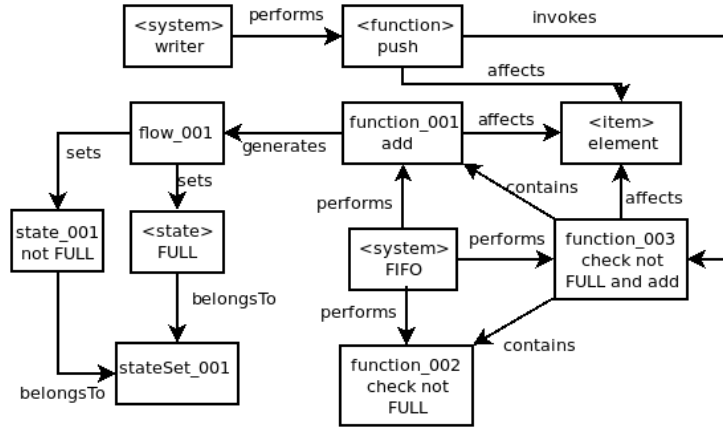 <system>
writer
performs
<function>
push
invokes
affects
flow_001
generates
function_001
add
affects
<item>
element
sets
sets
performs
contains
affects
state_001
not FULL
<state>
FULL
<system>
FIFO
performs
function_003
check not
FULL and add
belongsTo
performs
contains
belongsTo
stateSet_001
function_002
check not
FULL